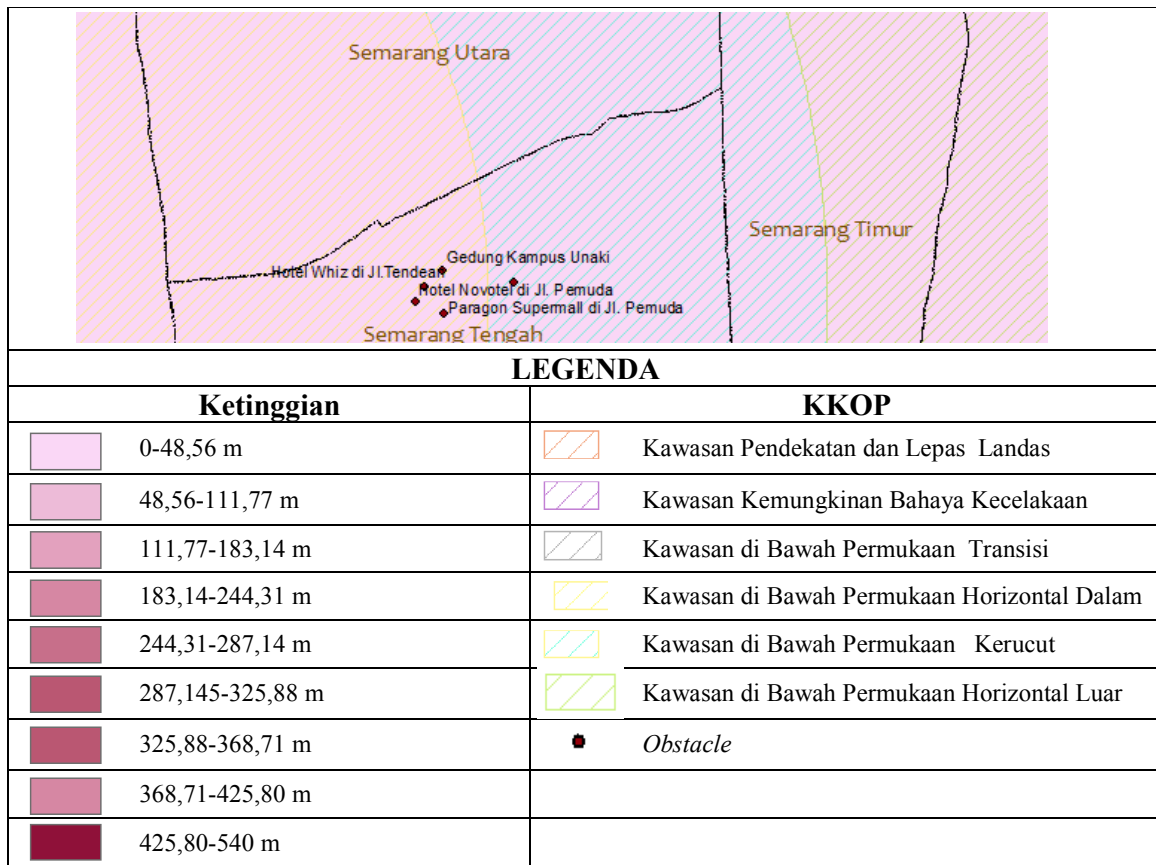 Semarang Utara
Semarang Timur
Gedung Kampus Unaki
Hotel Whiz di Jl.Tendean
Hotel Novotel di Jl. Pemuda
Paragon Supermall di Jl. Pemuda
Semarang Tengah
LEGENDA
Ketinggian KKOP
0-48,56 m Kawasan Pendekatan dan Lepas Landas
48,56-111,77 m Kawasan Kemungkinan Bahaya Kecelakaan
111,77-183,14 m Kawasan di Bawah Permukaan Transisi
183,14-244,31 m Kawasan di Bawah Permukaan Horizontal Dalam
244,31-287,14 m Kawasan di Bawah Permukaan Kerucut
287,145-325,88 m Kawasan di Bawah Permukaan Horizontal Luar
325,88-368,71 m Obstacle
368,71-425,80 m
425,80-540 m